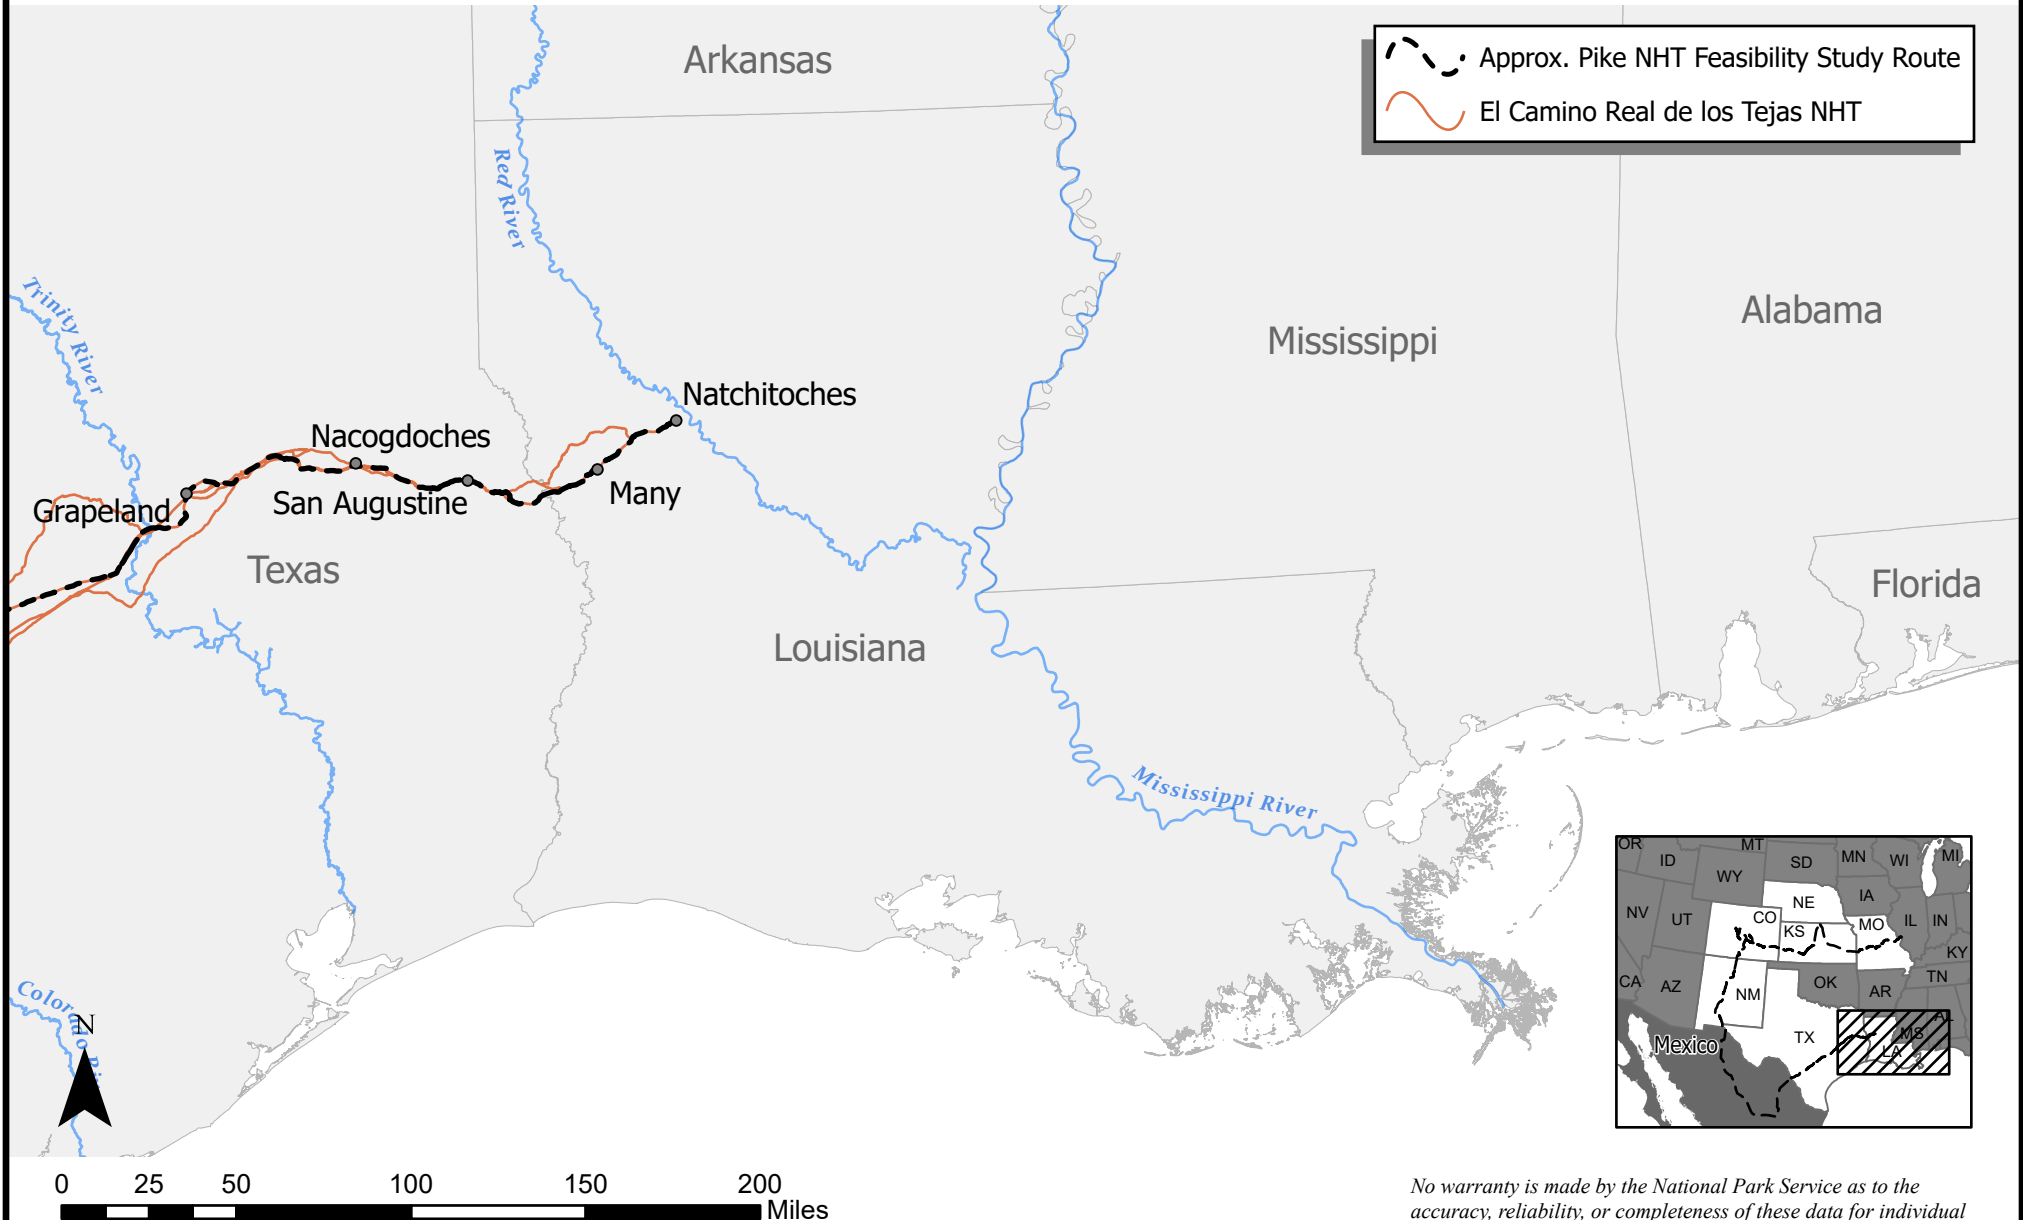 Arkansas
Approx. Pike NHT Feasibility Study Route
El Camino Real de los Tejas NHT
Red River
Trinity River
Alabama
Mississippi
Natchitoches
Nacogdoches
Many
San Augustine
Grapeland
Texas
Florida
Louisiana
Mississippi River
OR
ID
MT
SD
MN
WI
MI
WY
IA
NE
NV
UT
CO
KS
MO
IL
IN
KY
CA
AZ
NM
OK
AR
TN
TX
AL
MS
LA
Mexico
Colorado
N
0 25 50 100 150 200
Miles
No warranty is made by the National Park Service as to the
accuracy, reliability, or completeness of these data for individual